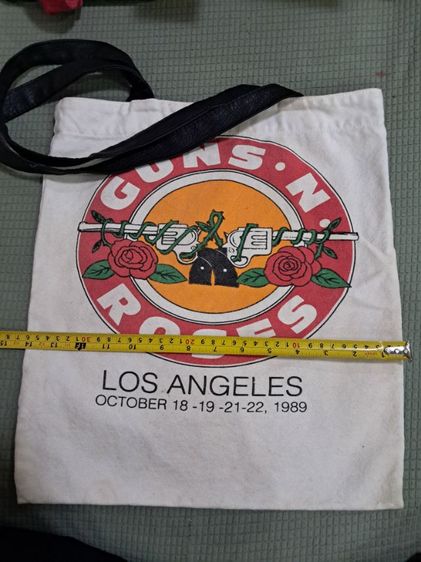 GUNS · N ·
ROSES
LOS ANGELES
OCTOBER 18 -19 -21-22, 1989